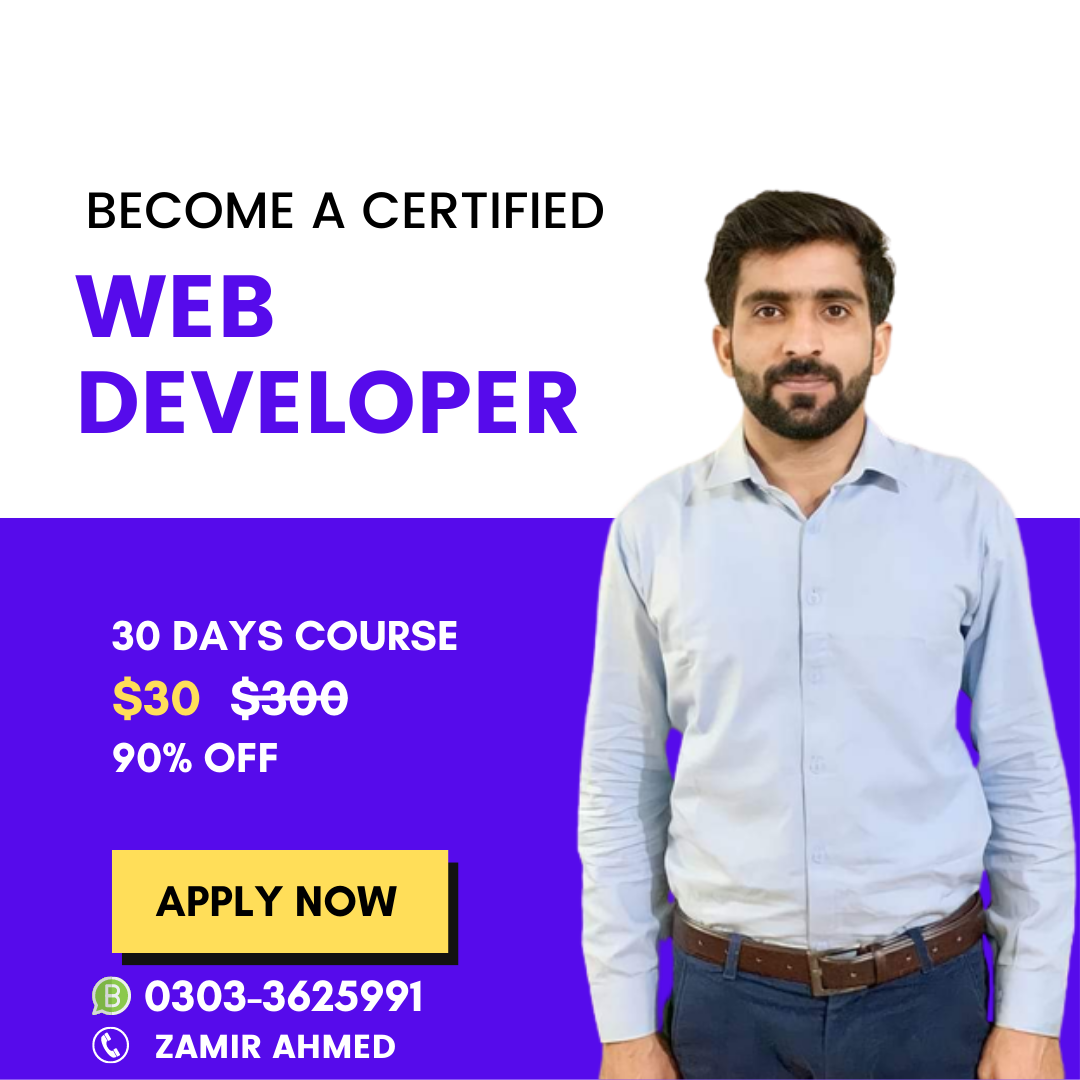 BECOME A CERTIFIED
WEB
DEVELOPER
30 DAYS COURSE
$30 $300
90% OFF
APPLY NOW
B 0303-3625991
ZAMIR AHMED